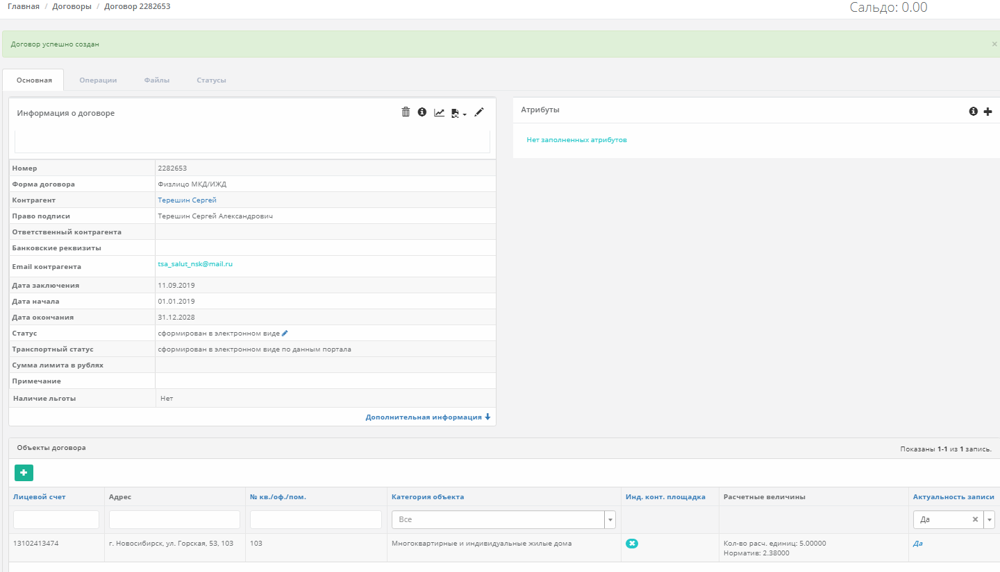 Главная / Договоры / Договор 2282653
Сальдо: 0.00
Договор успешно создан ×
Основная Операции Файлы Статусы
Информация о договоре
Номер 2282653
Форма договора Физлицо МКД/ИЖД
Контрагент Терешин Сергей
Право подписи Терешин Сергей Александрович
Ответственный контрагента
Банковские реквизиты
Email контрагента tsa_salut_nsk@mail.ru
Дата заключения 11.09.2019
Дата начала 01.01.2019
Дата окончания 31.12.2028
Статус сформирован в электронном виде
Транспортный статус сформирован в электронном виде по данным портала
Сумма лимита в рублях
Примечание
Наличие льготы Нет
Дополнительная информация
Атрибуты
Нет заполненных атрибутов
Объекты договора
Показаны 1-1 из 1 запись.
Лицевой счет Адрес № кв./оф./пом. Категория объекта Инд. конт. площадка Расчетные величины Актуальность записи
Все Да ×
13102413474 г. Новосибирск, ул. Горская, 53, 103 103 Многоквартирные и индивидуальные жилые дома Кол-во расч. единиц: 5.00000 Да
Норматив: 2.38000